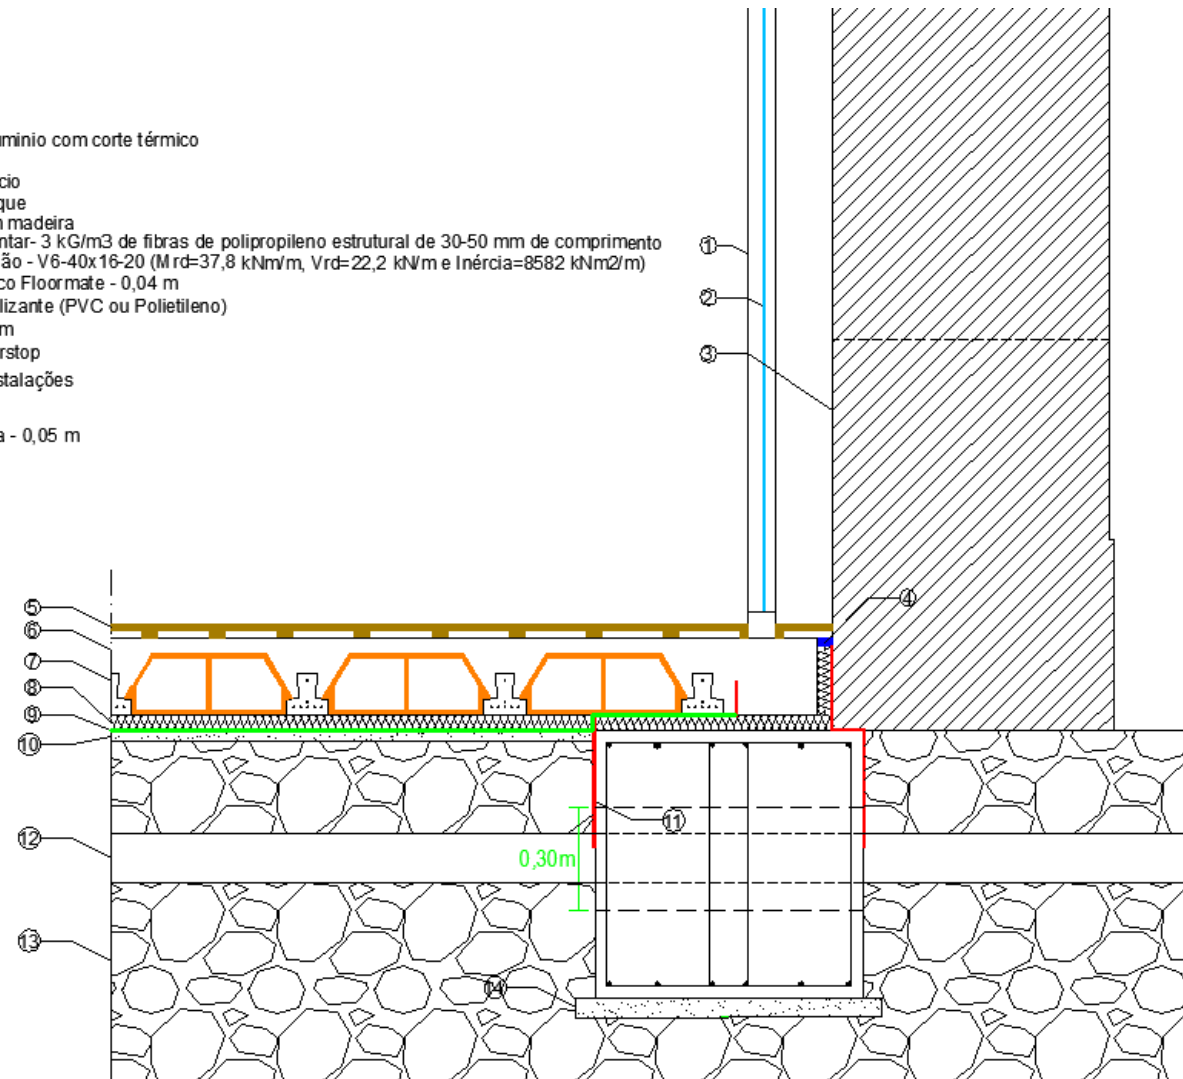 uminio com corte térmico
cio
que
n madeira
ntar- 3 kG/m3 de fibras de polipropileno estrutural de 30-50 mm de comprimento
ão - V6-40x16-20 (Mrd=37,8 kNm/m, Vrd=22,2 kN/m e Inércia=8582 kNm2/m)
co Floormate - 0,04 m
lizante (PVC ou Polietileno)
m
rstop
stalações
a - 0,05 m
1
2
3
4
5
6
7
8
9
10
11
12
0,30m
13
14